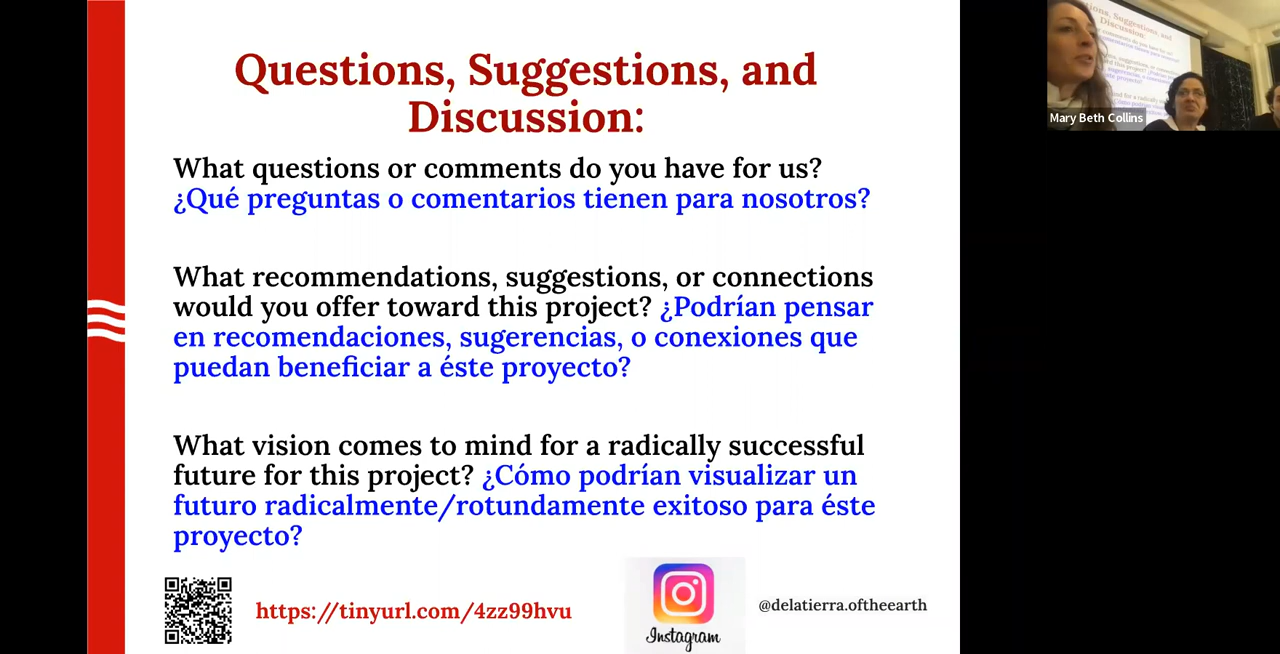 Questions, Suggestions, and
Discussion:
What questions or comments do you have for us?
¿Qué preguntas o comentarios tienen para nosotros?
What recommendations, suggestions, or connections
would you offer toward this project? ¿Podrían pensar
en recomendaciones, sugerencias, o conexiones que
puedan beneficiar a éste proyecto?
What vision comes to mind for a radically successful
future for this project? ¿Cómo podrían visualizar un
futuro radicalmente/rotundamente exitoso para éste
proyecto?
https://tinyurl.com/4zz99hvu
Instagram
@delatierra.oftheearth
Mary Beth Collins